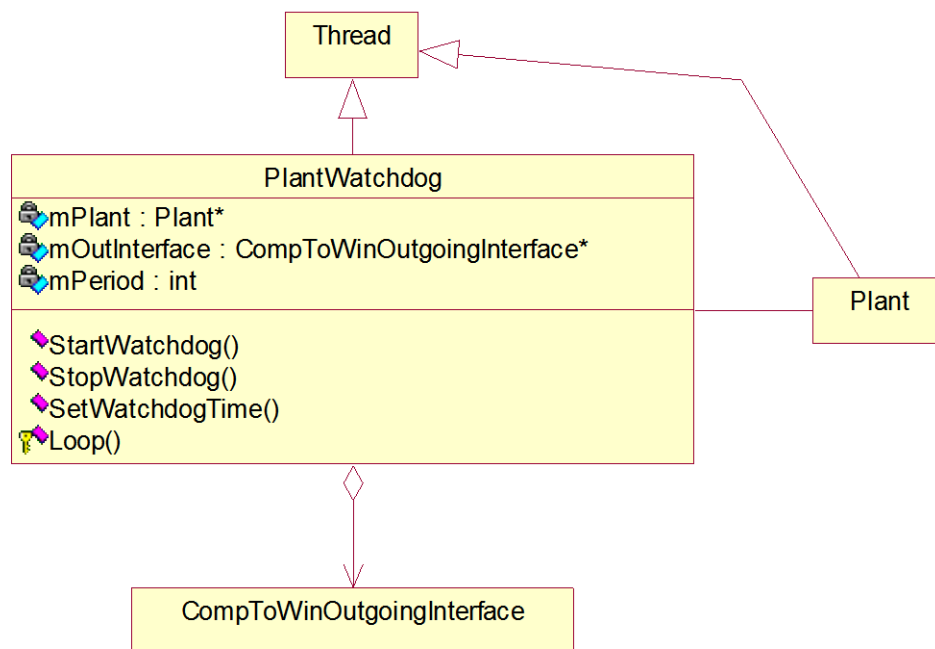 Thread
PlantWatchdog
mPlant : Plant*
mOutInterface : CompToWinOutgoingInterface*
mPeriod : int
Plant
StartWatchdog()
StopWatchdog()
SetWatchdogTime()
Loop()
CompToWinOutgoingInterface